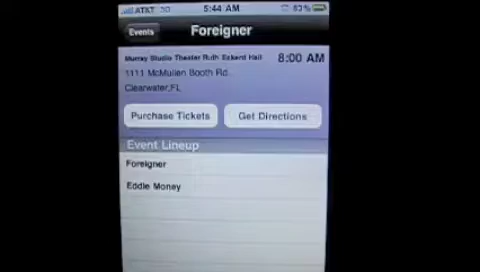 AT&T 3G 5:44 AM 83%
Events
Foreigner
Murray Studio Theater Ruth Eckerd Hall
8:00 AM
1111 McMullen Booth Rd.
Clearwater,FL
Purchase Tickets
Get Directions
Event Lineup
Foreigner
Eddie Money